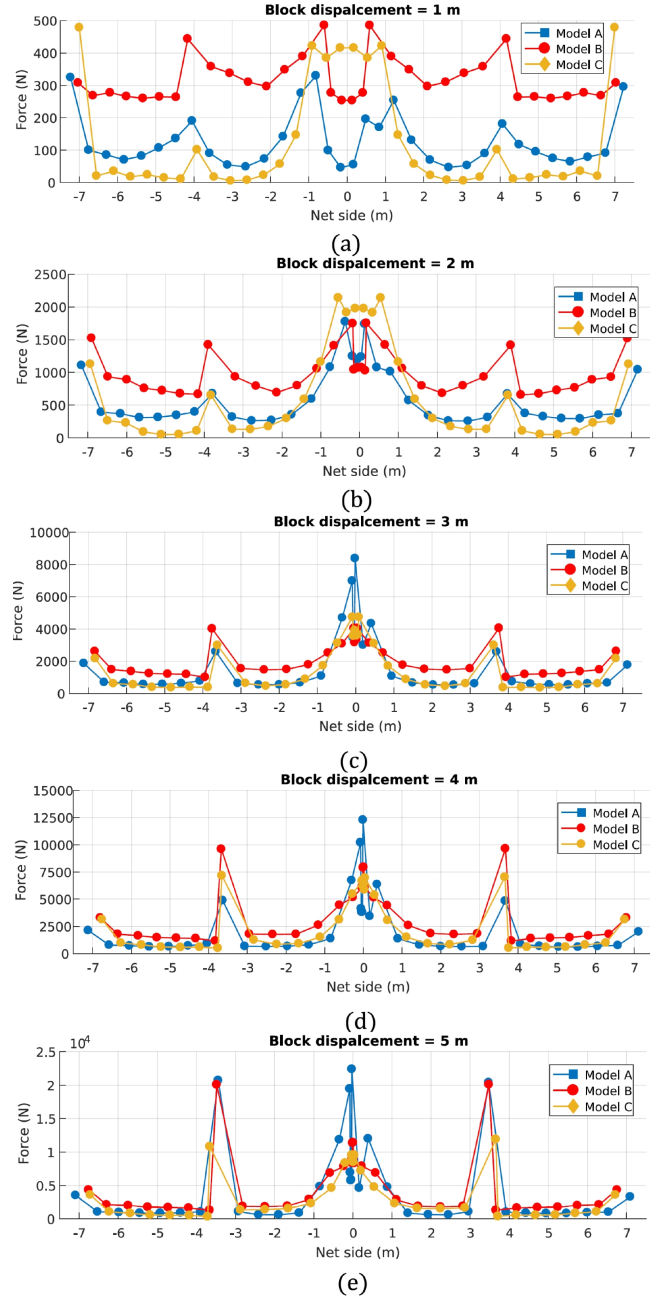 Block dispalcement = 1 m
500
400
300
200
100
0
Force (N)
Model A
Model B
Model C
-7 -6 -5 -4 -3 -2 -1 0 1 2 3 4 5 6 7
Net side (m)
(a)
Block dispalcement = 2 m
2500
2000
1500
1000
500
0
Force (N)
Model A
Model B
Model C
-7 -6 -5 -4 -3 -2 -1 0 1 2 3 4 5 6 7
Net side (m)
(b)
Block dispalcement = 3 m
10000
8000
6000
4000
2000
0
Force (N)
Model A
Model B
Model C
-7 -6 -5 -4 -3 -2 -1 0 1 2 3 4 5 6 7
Net side (m)
(c)
Block dispalcement = 4 m
15000
12500
10000
7500
5000
2500
0
Force (N)
Model A
Model B
Model C
-7 -6 -5 -4 -3 -2 -1 0 1 2 3 4 5 6 7
Net side (m)
(d)
Block dispalcement = 5 m
10^4
2.5
2
1.5
1
0.5
0
Force (N)
Model A
Model B
Model C
-7 -6 -5 -4 -3 -2 -1 0 1 2 3 4 5 6 7
Net side (m)
(e)